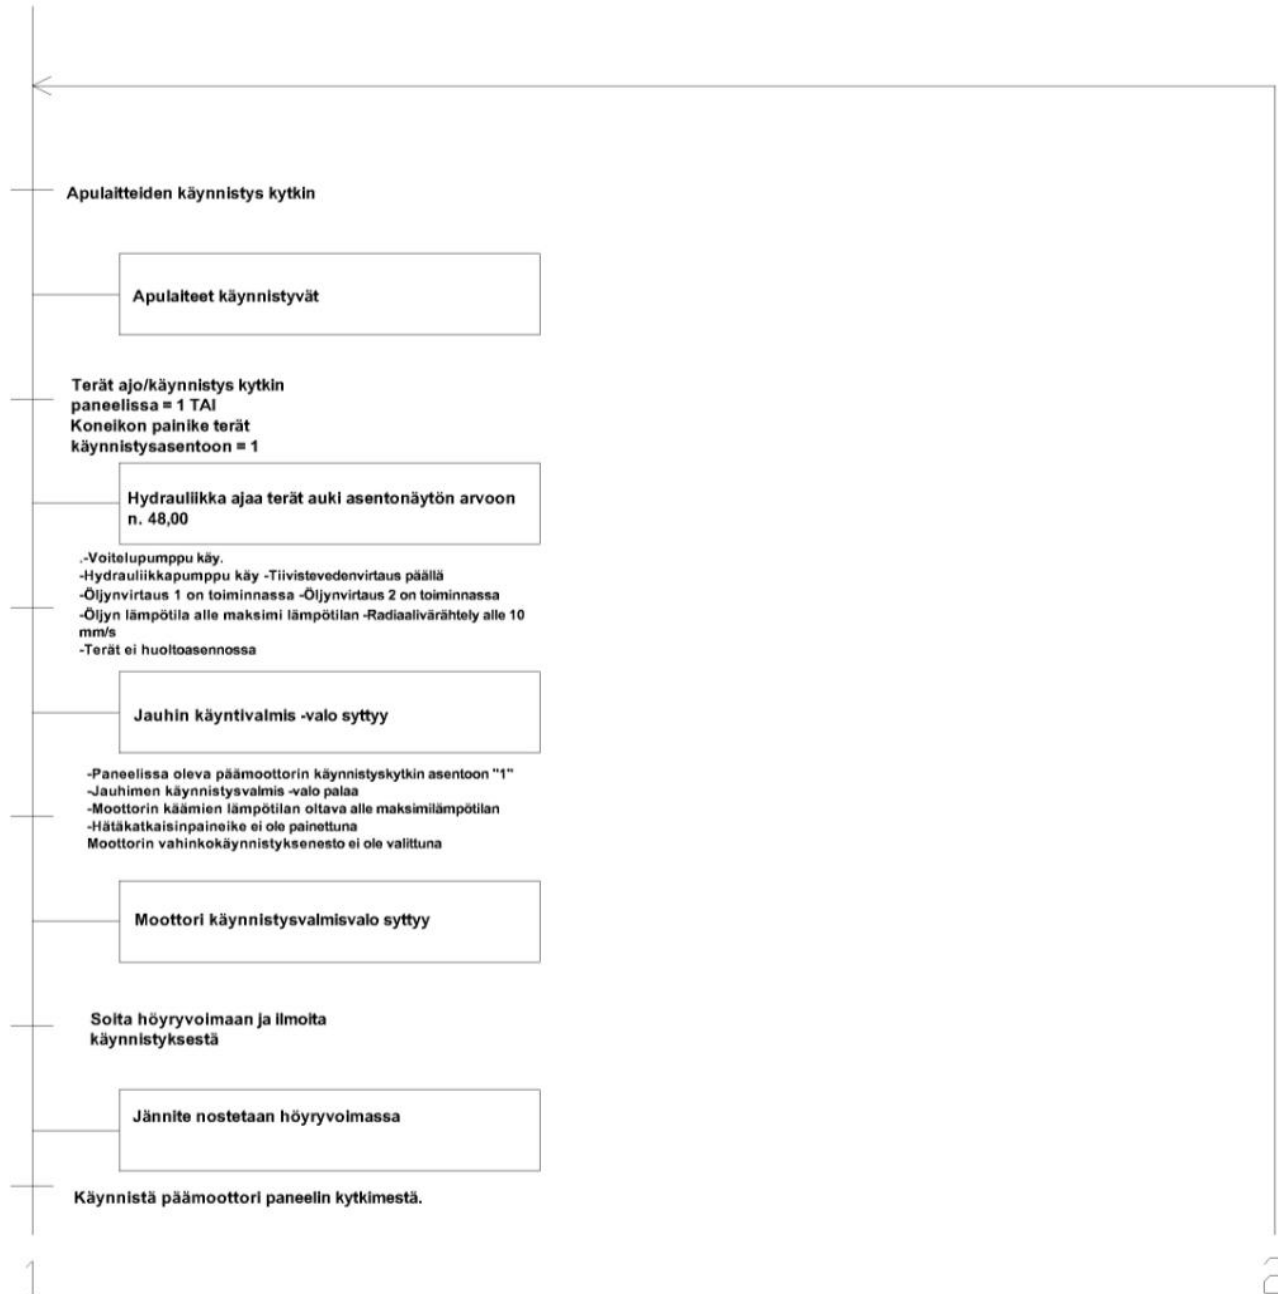 Apulaitteiden käynnistys kytkin
Apulaiteet käynnistyvät
Terät ajo/käynnistys kytkin
paneelissa = 1 TAI
Koneikon painike terät
käynnistysasentoon = 1
Hydrauliikka ajaa terät auki asentonäytön arvoon
n. 48,00
.-Voitelupumppu käy.
-Hydrauliikkapumppu käy -Tiivistevedenvirtaus päällä
-Öljynvirtaus 1 on toiminnassa -Öljynvirtaus 2 on toiminnassa
-Öljyn lämpötila alle maksimi lämpötilan -Radiaalivärähtely alle 10
mm/s
-Terät ei huoltoasennossa
Jauhin käyntivalmis -valo syttyy
-Paneelissa oleva päämoottorin käynnistyskytkin asentoon "1"
-Jauhimen käynnistysvalmis -valo palaa
-Moottorin käämien lämpötilan oltava alle maksimilämpötilan
-Hätäkatkaisinpaineike ei ole painettuna
Moottorin vahinkokäynnistyksenesto ei ole valittuna
Moottori käynnistysvalmisvalo syttyy
Soita höyryvoimaan ja ilmoita
käynnistyksestä
Jännite nostetaan höyryvoimassa
Käynnistä päämoottori paneelin kytkimestä.
1
2